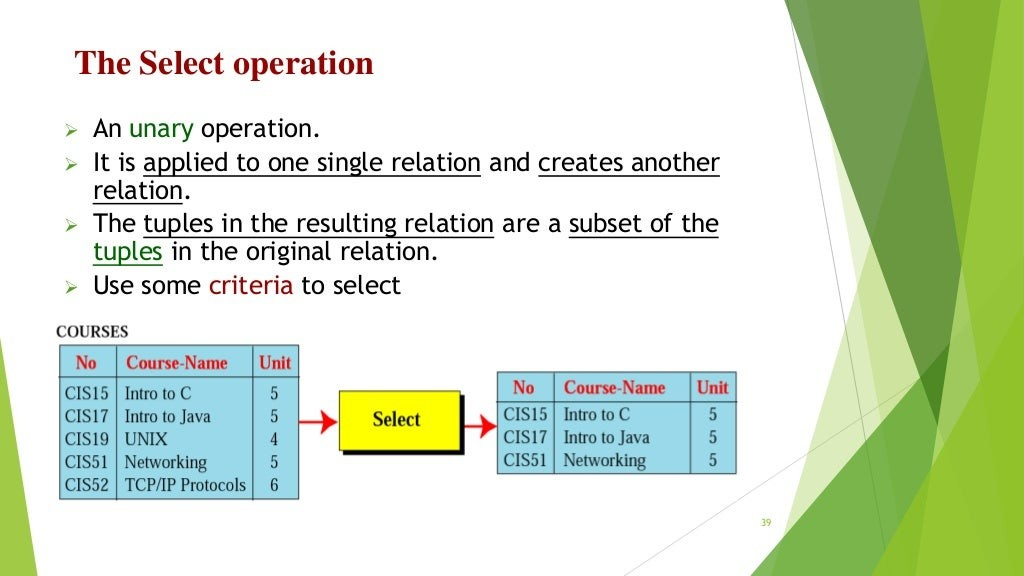 The Select operation
An unary operation.
It is applied to one single relation and creates another
relation.
The tuples in the resulting relation are a subset of the
tuples in the original relation.
Use some criteria to select
COURSES
No Course-Name Unit
CIS15 Intro to C 5
CIS17 Intro to Java 5
CIS19 UNIX 4
CIS51 Networking 5
CIS52 TCP/IP Protocols 6
Select
No Course-Name Unit
CIS15 Intro to C 5
CIS17 Intro to Java 5
CIS51 Networking 5
39